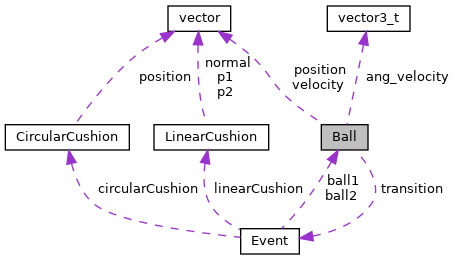 vector
vector3_t
position
normal
p1
p2
position
velocity
ang_velocity
CircularCushion
LinearCushion
Ball
circularCushion
linearCushion
ball1
ball2
transition
Event